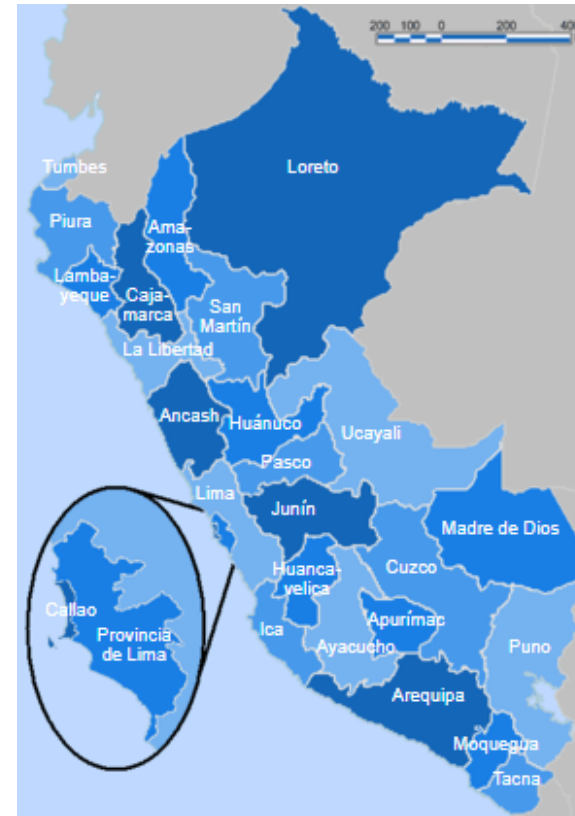 200 100 0 200 400
Tumbes
Loreto
Piura
Ama-
zonas
Lamba-
yeque
Caja-
marca
San
Martín
La Libertad
Ancash
Huánuco
Ucayali
Pasco
Lima
Junín
Madre de Dios
Huanca-
velica
Cuzco
Callao
Provincia
de Lima
Ica
Apurímac
Ayacucho
Puno
Arequipa
Moquegua
Tacna